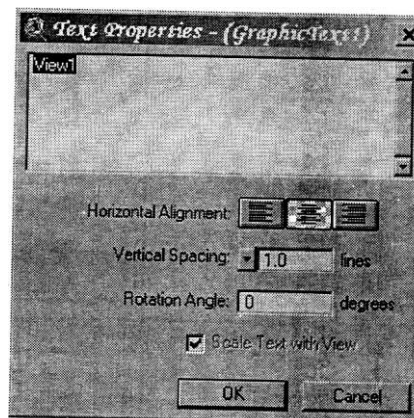 Text Properties - (GraphicText1)
View1
Horizontal Alignment:
Vertical Spacing: 1.0 lines
Rotation Angle: 0 degrees
Scale Text with View
OK Cancel